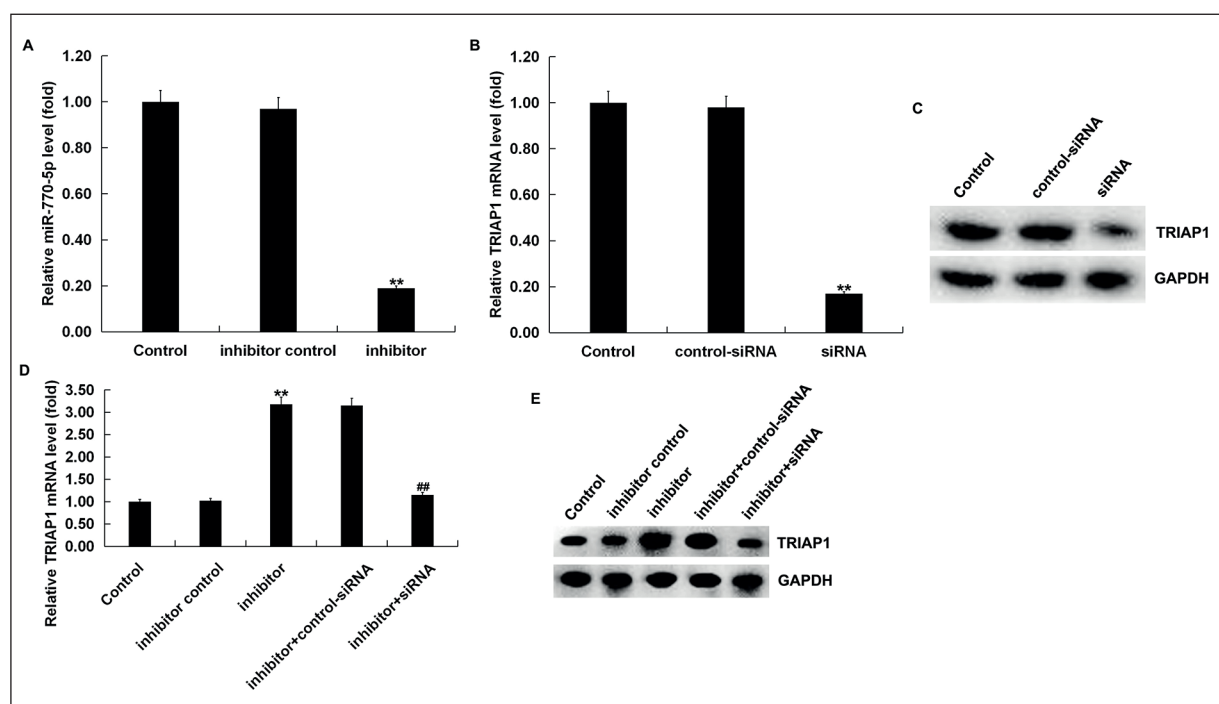 A
Relative miR-770-5p level (fold)
1.20
1.00
0.80
0.60
0.40
0.20
0.00
**
Control
inhibitor control
inhibitor
B
Relative TRIAP1 mRNA level (fold)
1.20
1.00
0.80
0.60
0.40
0.20
0.00
**
Control
control-siRNA
siRNA
C
Control
control-siRNA
siRNA
TRIAP1
GAPDH
D
Relative TRIAP1 mRNA level (fold)
3.50
3.00
2.50
2.00
1.50
1.00
0.50
0.00
**
##
Control
inhibitor control
inhibitor
inhibitor+control-siRNA
inhibitor+siRNA
E
Control
inhibitor control
inhibitor
inhibitor+control-siRNA
inhibitor+siRNA
TRIAP1
GAPDH